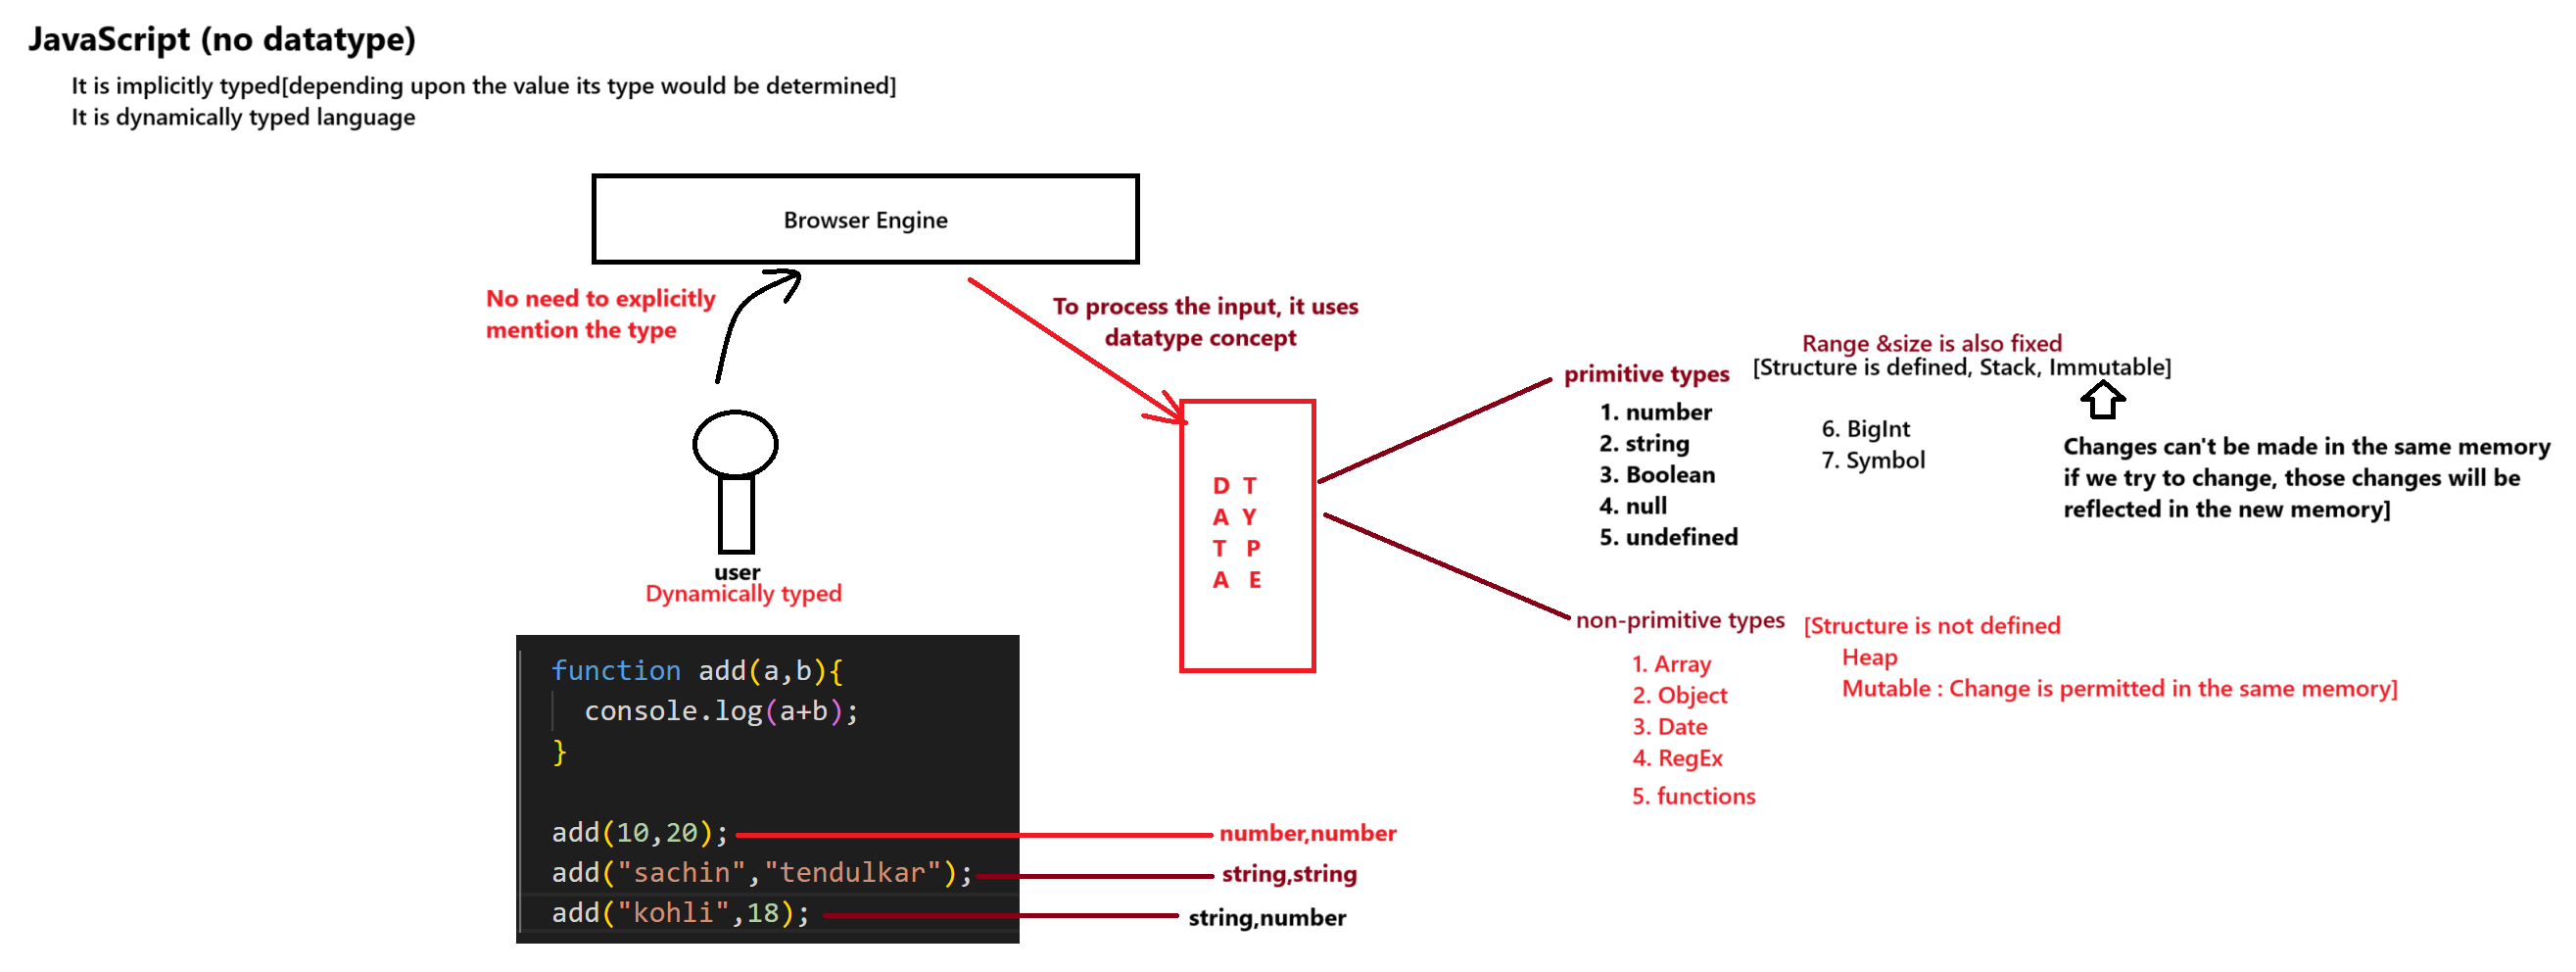 JavaScript (no datatype)
It is implicitly typed[depending upon the value its type would be determined]
It is dynamically typed language
Browser Engine
No need to explicitly
mention the type
To process the input, it uses
datatype concept
user
Dynamically typed
D T
A Y
T P
A E
primitive types
Range &size is also fixed
[Structure is defined, Stack, Immutable]
1. number
2. string
3. Boolean
4. null
5. undefined
6. BigInt
7. Symbol
Changes can't be made in the same memory
if we try to change, those changes will be
reflected in the new memory]
non-primitive types
[Structure is not defined
Heap
Mutable : Change is permitted in the same memory]
1. Array
2. Object
3. Date
4. RegEx
5. functions
function add(a,b){
console.log(a+b);
}
add(10,20);
number,number
add("sachin","tendulkar");
string,string
add("kohli",18);
string,number